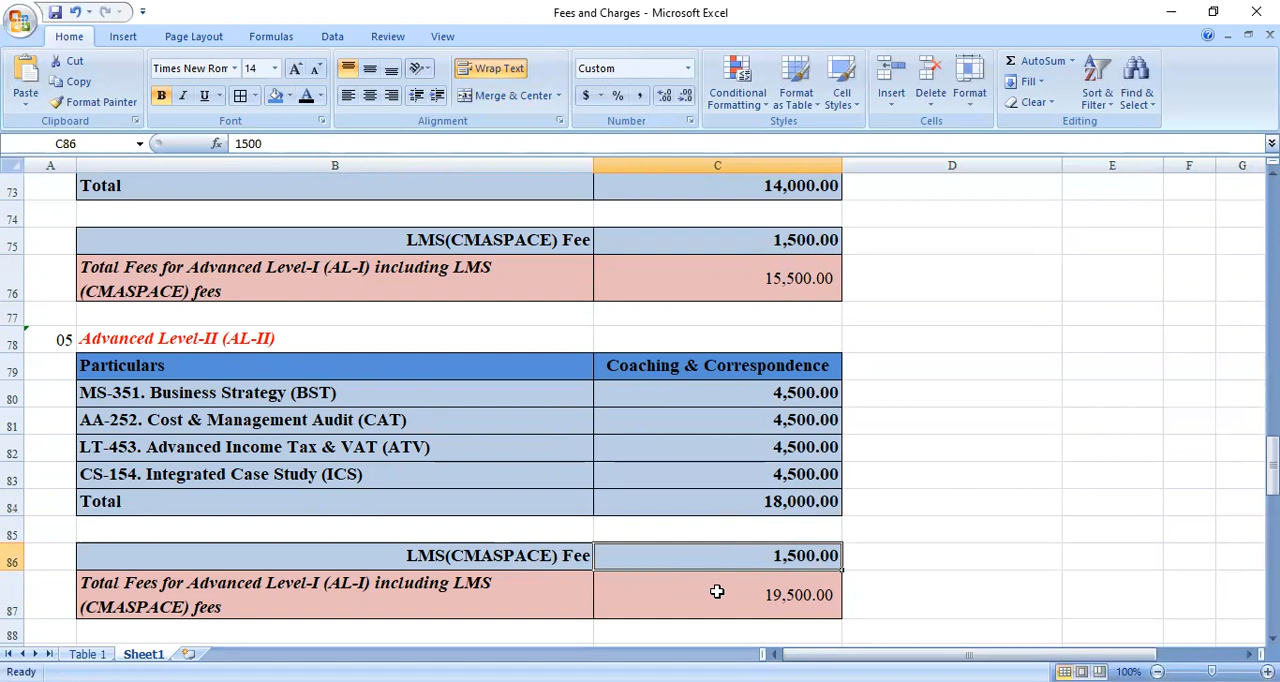 Fees and Charges - Microsoft Excel
Home Insert Page Layout Formulas Data Review View
Paste
Cut
Copy
Format Painter
Clipboard
Times New Rom 14
B I U
Font
Wrap Text
Merge & Center
Alignment
Custom
$ % ,
Number
Conditional Formatting
Format as Table
Cell Styles
Styles
Insert Delete Format
Cells
AutoSum
Fill
Clear
Sort & Filter
Find & Select
Editing
C86 fx 1500
A B C D E F G
73 Total 14,000.00
74
75 LMS(CMASPACE) Fee 1,500.00
76 Total Fees for Advanced Level-I (AL-I) including LMS
(CMASPACE) fees 15,500.00
77
78 05 Advanced Level-II (AL-II)
79 Particulars Coaching & Correspondence
80 MS-351. Business Strategy (BST) 4,500.00
81 AA-252. Cost & Management Audit (CAT) 4,500.00
82 LT-453. Advanced Income Tax & VAT (ATV) 4,500.00
83 CS-154. Integrated Case Study (ICS) 4,500.00
84 Total 18,000.00
85
86 LMS(CMASPACE) Fee 1,500.00
87 Total Fees for Advanced Level-I (AL-I) including LMS
(CMASPACE) fees 19,500.00
88
Table 1 Sheet1
Ready 100%